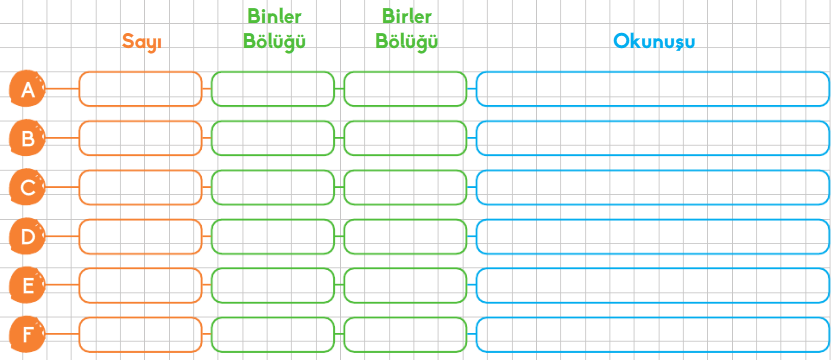 Binler Birler
Sayı Bölüğü Bölüğü Okunuşu
A
B
C
D
E
F